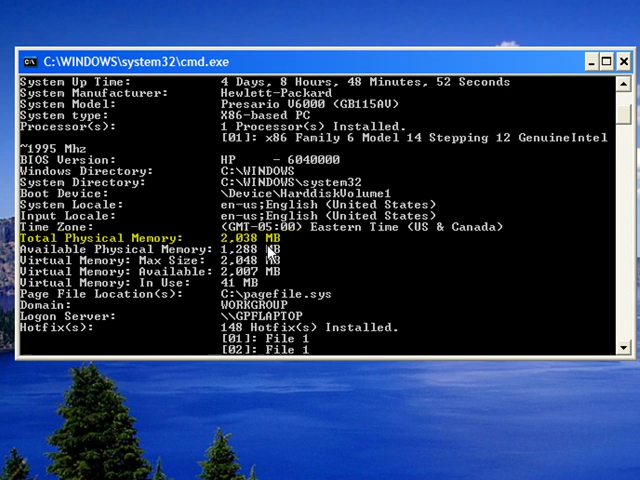 C:\WINDOWS\system32\cmd.exe
System Up Time: 4 Days, 8 Hours, 48 Minutes, 52 Seconds
System Manufacturer: Hewlett-Packard
System Model: Presario V6000 (GB115AV)
System type: X86-based PC
Processor(s): 1 Processor(s) Installed.
[01]: x86 Family 6 Model 14 Stepping 12 GenuineIntel
~1995 Mhz
BIOS Version: HP - 6040000
Windows Directory: C:\WINDOWS
System Directory: C:\WINDOWS\system32
Boot Device: \Device\HarddiskVolume1
System Locale: en-us;English (United States)
Input Locale: en-us;English (United States)
Time Zone: (GMT-05:00) Eastern Time (US & Canada)
Total Physical Memory: 2,038 MB
Available Physical Memory: 1,288 MB
Virtual Memory: Max Size: 2,048 MB
Virtual Memory: Available: 2,007 MB
Virtual Memory: In Use: 41 MB
Page File Location(s): C:\pagefile.sys
Domain: WORKGROUP
Logon Server: \\GPFLAPTOP
Hotfix(s): 148 Hotfix(s) Installed.
[01]: File 1
[02]: File 1